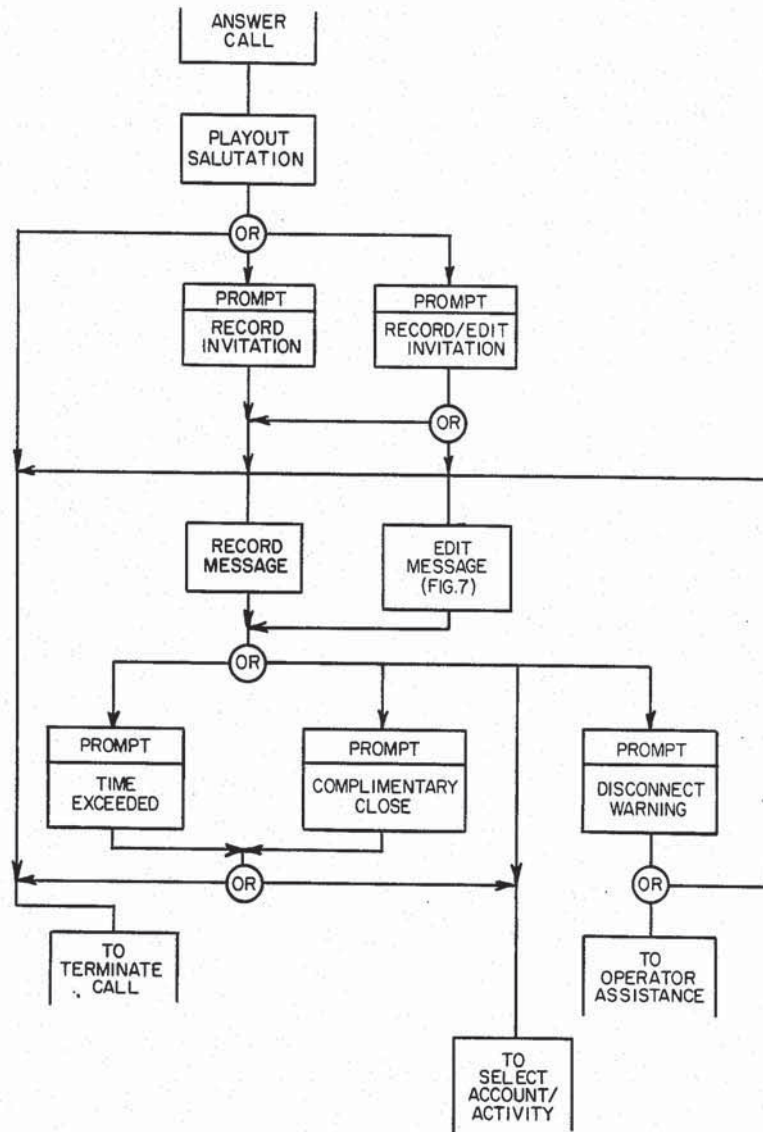 ANSWER
CALL
PLAYOUT
SALUTATION
OR
PROMPT
RECORD
INVITATION
PROMPT
RECORD/EDIT
INVITATION
OR
RECORD
MESSAGE
EDIT
MESSAGE
(FIG.7)
OR
PROMPT
TIME
EXCEEDED
PROMPT
COMPLIMENTARY
CLOSE
PROMPT
DISCONNECT
WARNING
OR
OR
TO
TERMINATE
CALL
TO
OPERATOR
ASSISTANCE
TO
SELECT
ACCOUNT/
ACTIVITY